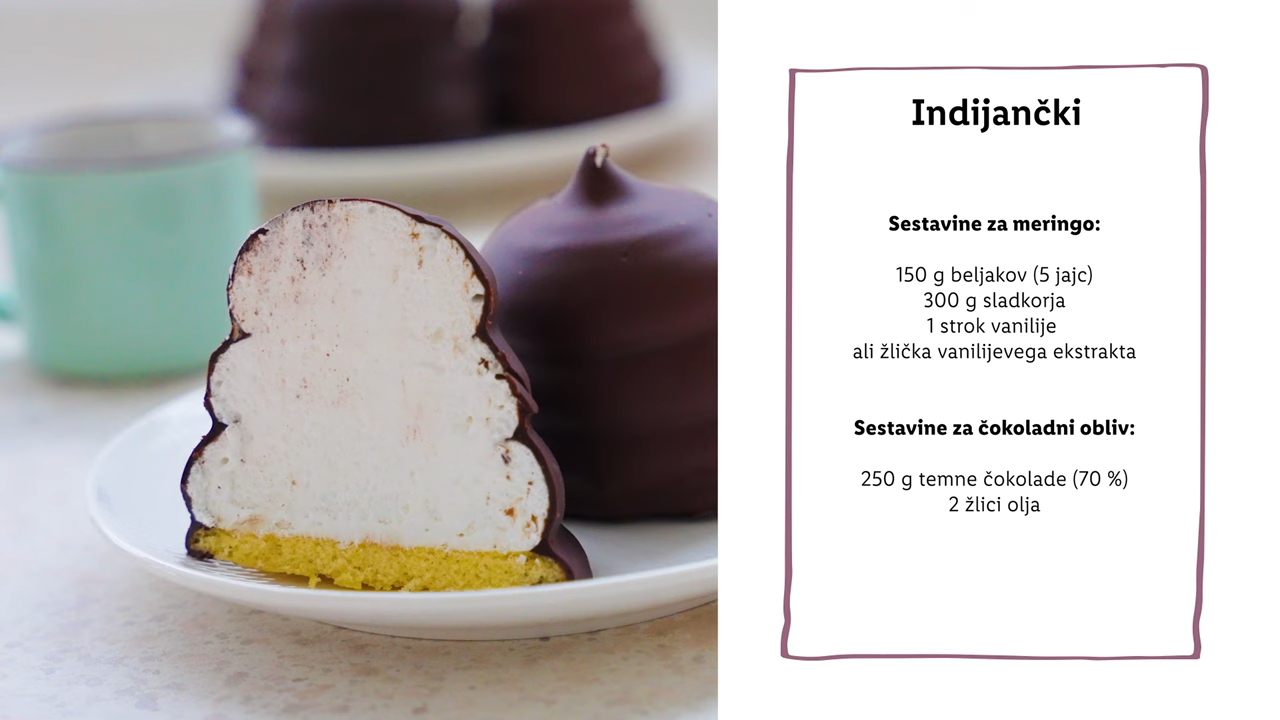 Indijančki
Sestavine za meringo:
150 g beljakov (5 jajc)
300 g sladkorja
1 strok vanilije
ali žlička vanilijevega ekstrakta
Sestavine za čokoladni obliv:
250 g temne čokolade (70 %)
2 žlici olja